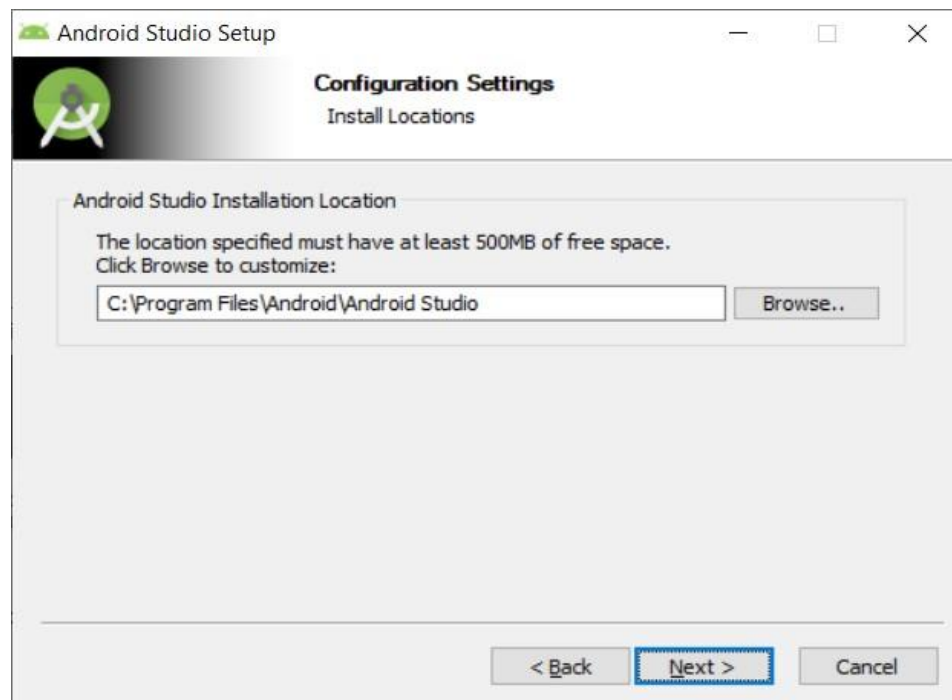 Android Studio Setup
Configuration Settings
Install Locations
Android Studio Installation Location
The location specified must have at least 500MB of free space.
Click Browse to customize:
C:\Program Files\Android\Android Studio
Browse..
< Back
Next >
Cancel